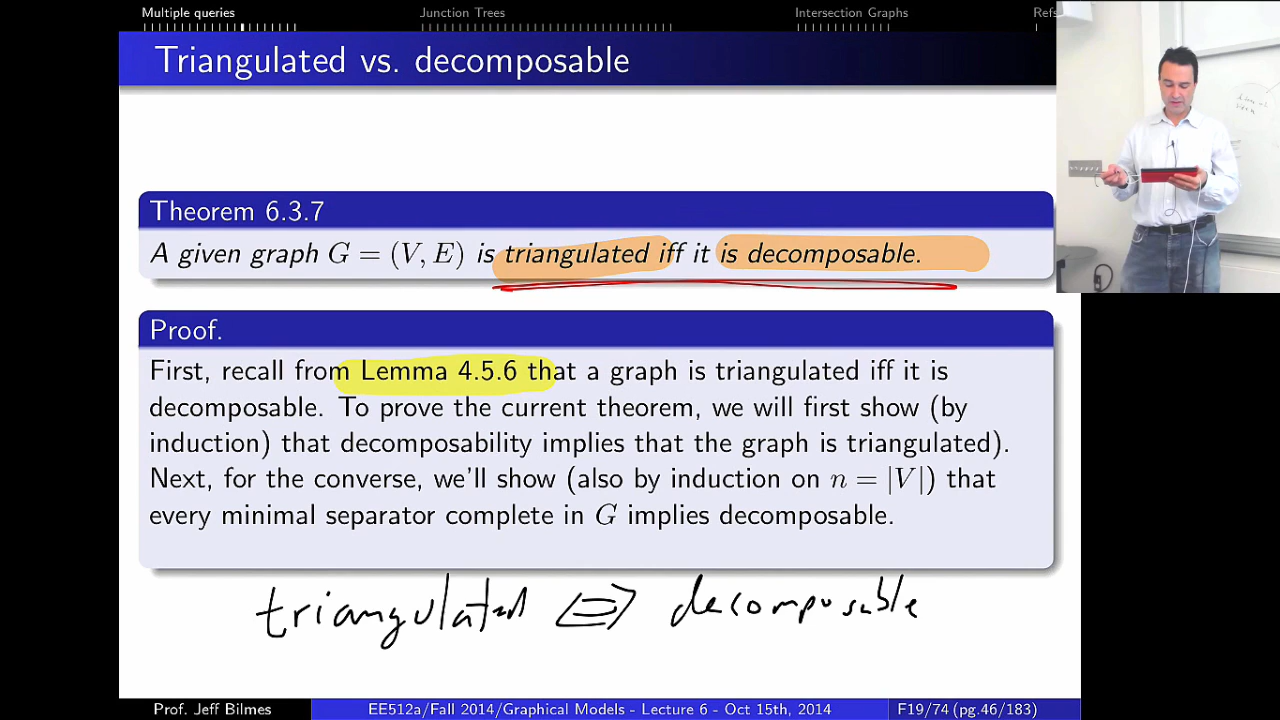 Multiple queries Junction Trees Intersection Graphs Refs
Triangulated vs. decomposable
Theorem 6.3.7
A given graph G = (V, E) is triangulated iff it is decomposable.
Proof.
First, recall from Lemma 4.5.6 that a graph is triangulated iff it is
decomposable. To prove the current theorem, we will first show (by
induction) that decomposability implies that the graph is triangulated).
Next, for the converse, we'll show (also by induction on n = |V|) that
every minimal separator complete in G implies decomposable.
triangulated ⇔ decomposable
Prof. Jeff Bilmes EE512a/Fall 2014/Graphical Models - Lecture 6 - Oct 15th, 2014 F19/74 (pg.46/183)